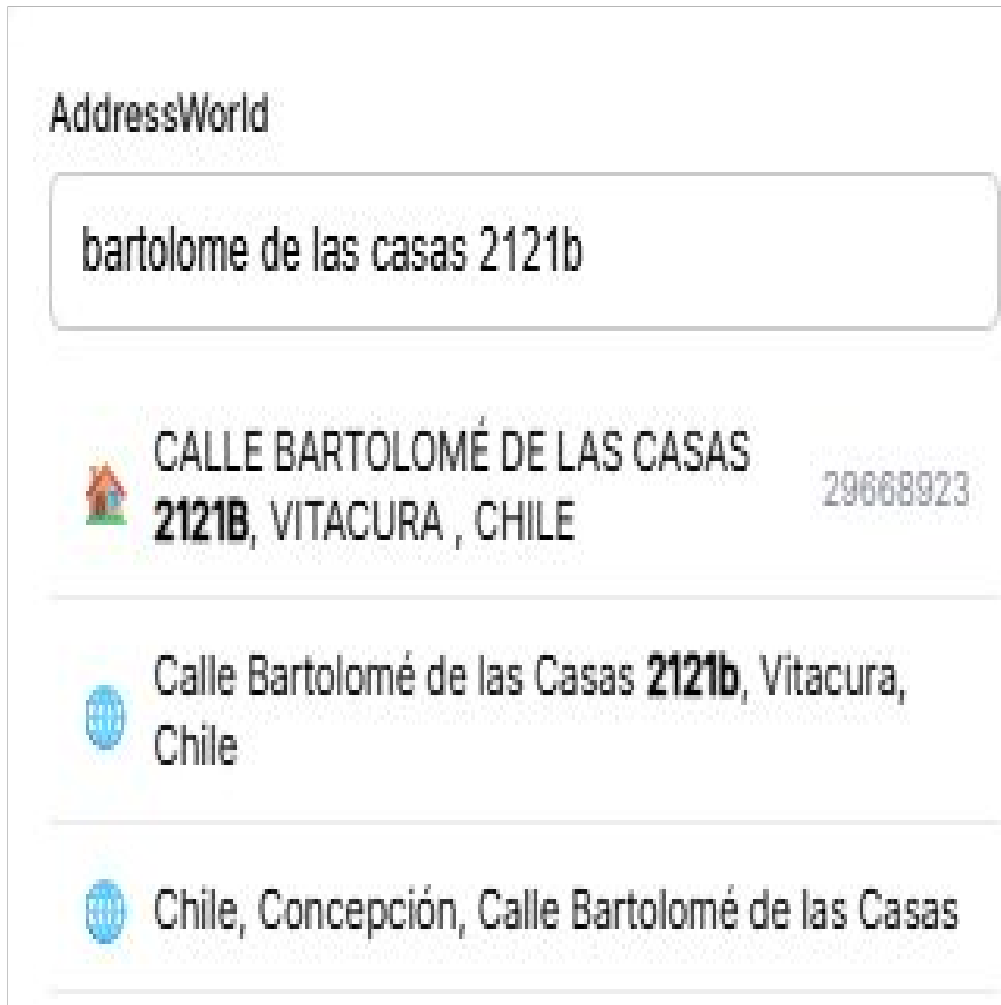 AddressWorld
bartolome de las casas 2121b
CALLE BARTOLOMÉ DE LAS CASAS
2121B, VITACURA , CHILE
29668923
Calle Bartolomé de las Casas 2121b, Vitacura,
Chile
Chile, Concepción, Calle Bartolomé de las Casas